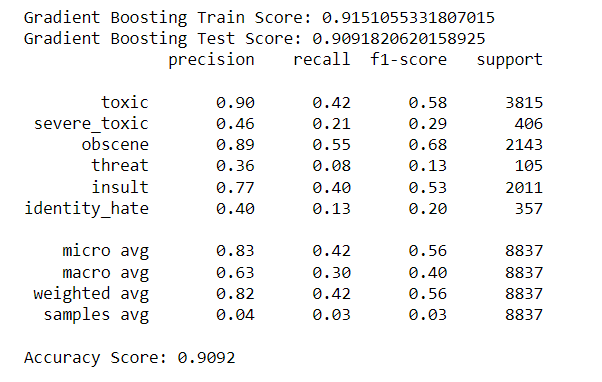 Gradient Boosting Train Score: 0.9151055331807015
Gradient Boosting Test Score: 0.9091820620158925
precision recall f1-score support
toxic 0.90 0.42 0.58 3815
severe_toxic 0.46 0.21 0.29 406
obscene 0.89 0.55 0.68 2143
threat 0.36 0.08 0.13 105
insult 0.77 0.40 0.53 2011
identity_hate 0.40 0.13 0.20 357
micro avg 0.83 0.42 0.56 8837
macro avg 0.63 0.30 0.40 8837
weighted avg 0.82 0.42 0.56 8837
samples avg 0.04 0.03 0.03 8837
Accuracy Score: 0.9092